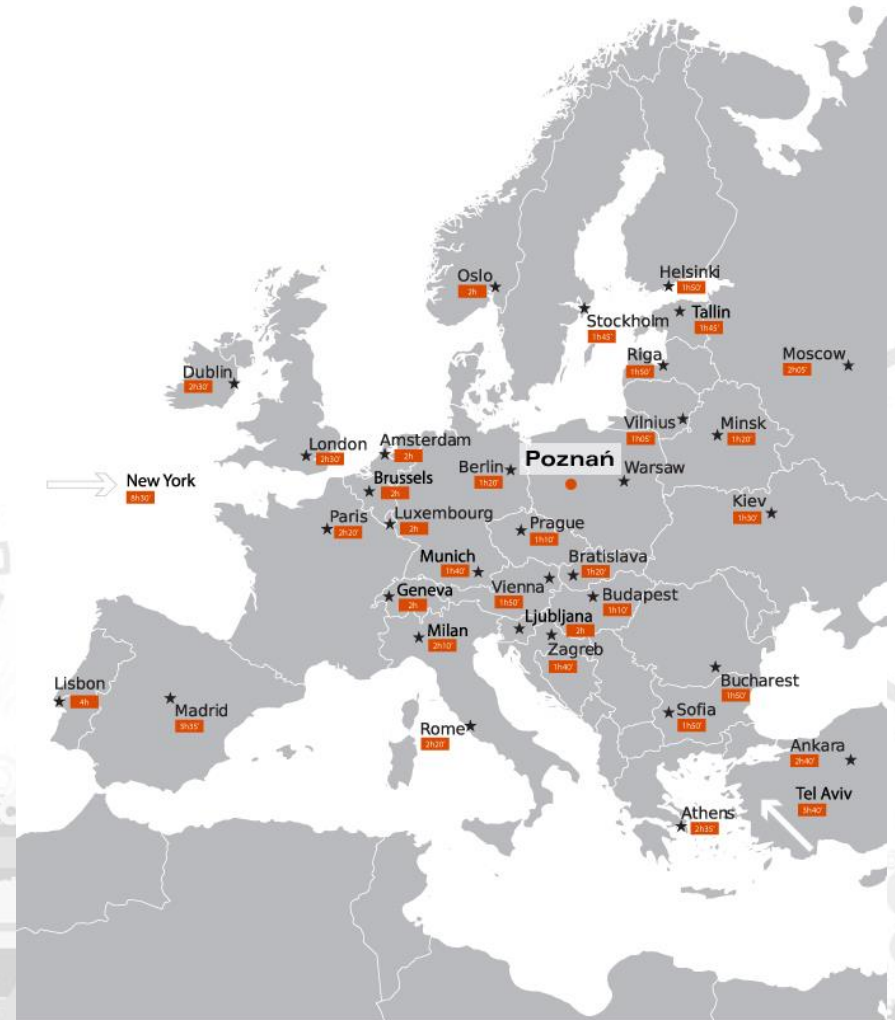 Oslo
2h
Helsinki
1h50'
Stockholm
1h45'
Tallin
1h45'
Riga
1h50'
Moscow
2h05'
Dublin
2h30'
Vilnius
1h05'
Minsk
1h20'
London
2h30'
Amsterdam
2h
Berlin
1h20'
Poznań
Warsaw
New York
8h30'
Brussels
2h
Paris
2h20'
Luxembourg
2h
Prague
1h10'
Kiev
1h30'
Munich
1h40'
Bratislava
1h20'
Vienna
1h50'
Geneva
2h
Budapest
1h10'
Ljubljana
2h
Milan
2h10'
Zagreb
1h40'
Lisbon
4h
Madrid
Bucharest
1h50'
Sofia
1h50'
Rome
2h20'
Ankara
2h40'
Tel Aviv
5h40'
Athens
2h35'